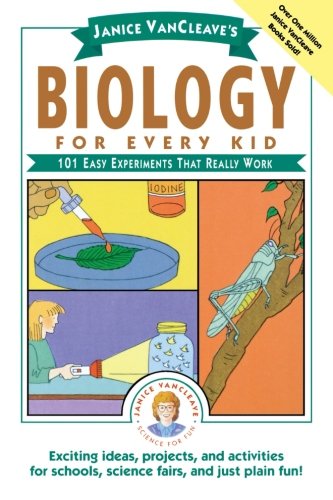 JANICE VANCLEAVE'S
Over One Million
Janice VanCleave
Books Sold!
BIOLOGY
FOR EVERY KID
101 EASY EXPERIMENTS THAT REALLY WORK
IODINE
JANICE VANCLEAVE
SCIENCE FOR FUN
Exciting ideas, projects, and activities
for schools, science fairs, and just plain fun!